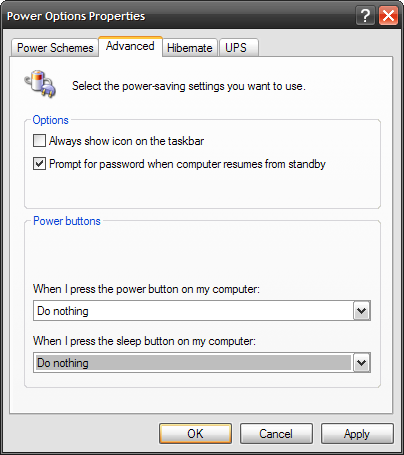 Power Options Properties
Power Schemes Advanced Hibernate UPS
Select the power-saving settings you want to use.
Options
Always show icon on the taskbar
Prompt for password when computer resumes from standby
Power buttons
When I press the power button on my computer:
Do nothing
When I press the sleep button on my computer:
Do nothing
OK Cancel Apply